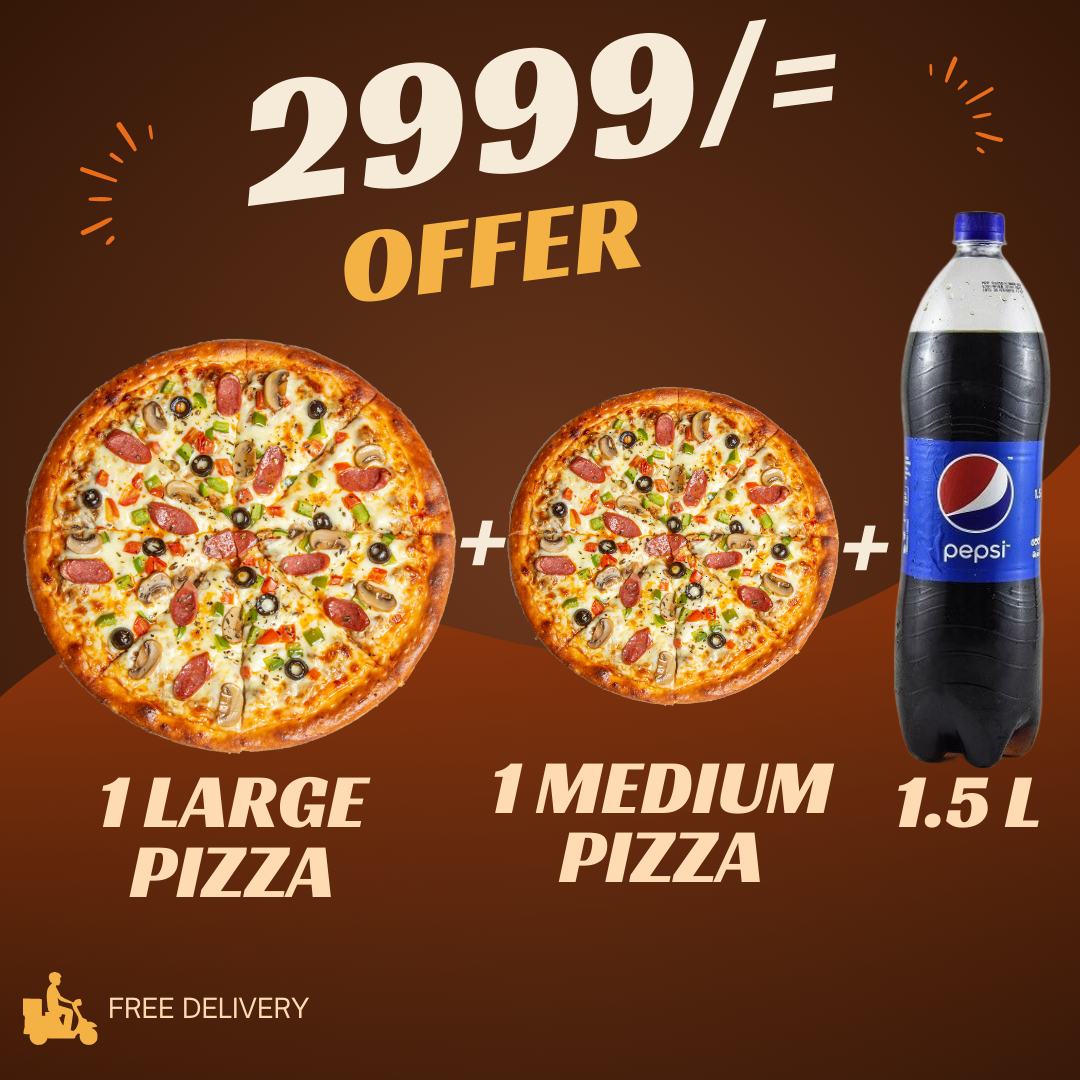 2999/=
OFFER
+
+
pepsi
1 LARGE
PIZZA
1 MEDIUM
PIZZA
1.5 L
FREE DELIVERY